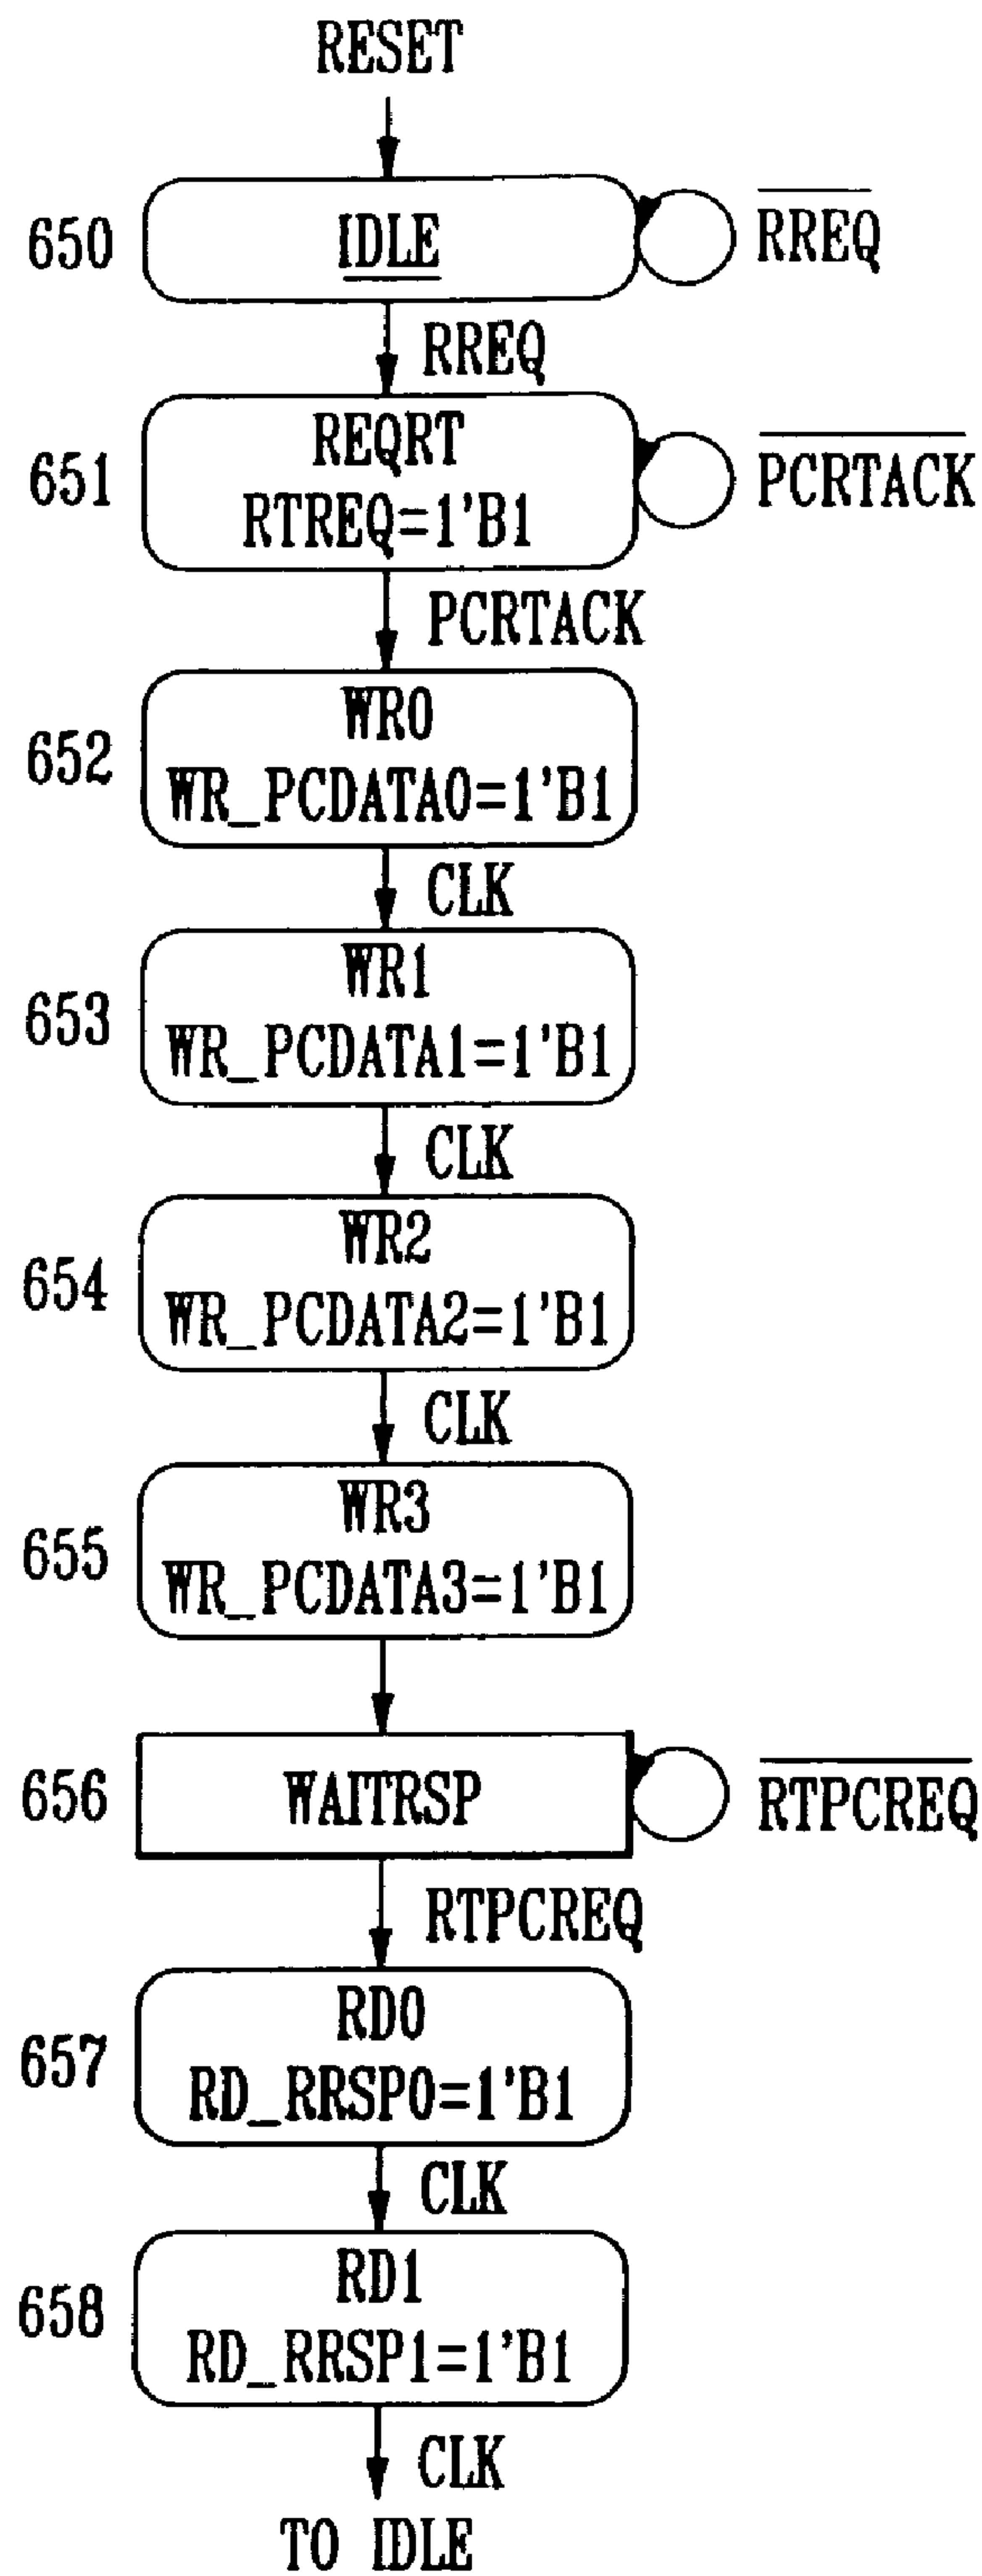 RESET
650
IDLE
RREQ
RREQ
651
REQRT
RTREQ=1'B1
PCRTACK
PCRTACK
652
WR0
WR_PCDATA0=1'B1
CLK
653
WR1
WR_PCDATA1=1'B1
CLK
654
WR2
WR_PCDATA2=1'B1
CLK
655
WR3
WR_PCDATA3=1'B1
656
WAITRSP
RTPCREQ
RTPCREQ
657
RD0
RD_RRSP0=1'B1
CLK
658
RD1
RD_RRSP1=1'B1
CLK
TO IDLE